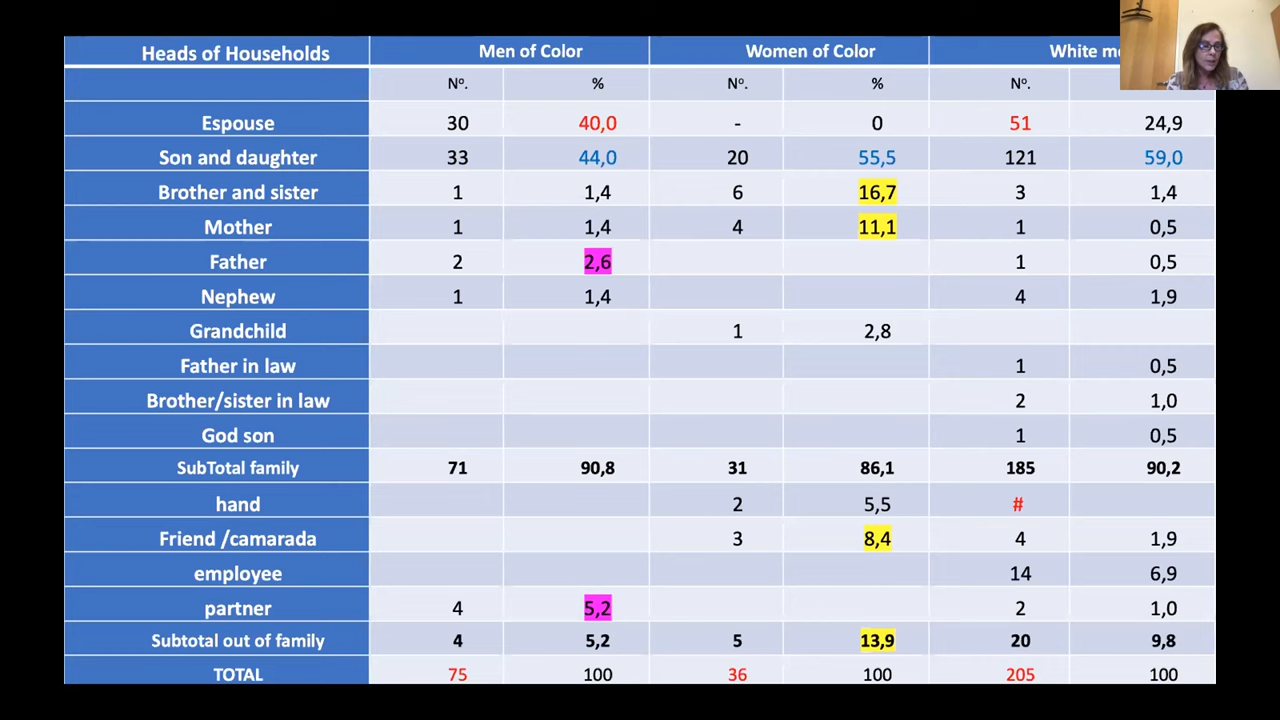 Heads of Households Men of Color Women of Color White me
Nº. % Nº. % Nº.
Espouse 30 40,0 - 0 51 24,9
Son and daughter 33 44,0 20 55,5 121 59,0
Brother and sister 1 1,4 6 16,7 3 1,4
Mother 1 1,4 4 11,1 1 0,5
Father 2 2,6 1 0,5
Nephew 1 1,4 4 1,9
Grandchild 1 2,8
Father in law 1 0,5
Brother/sister in law 2 1,0
God son 1 0,5
SubTotal family 71 90,8 31 86,1 185 90,2
hand 2 5,5 #
Friend /camarada 3 8,4 4 1,9
employee 14 6,9
partner 4 5,2 2 1,0
Subtotal out of family 4 5,2 5 13,9 20 9,8
TOTAL 75 100 36 100 205 100